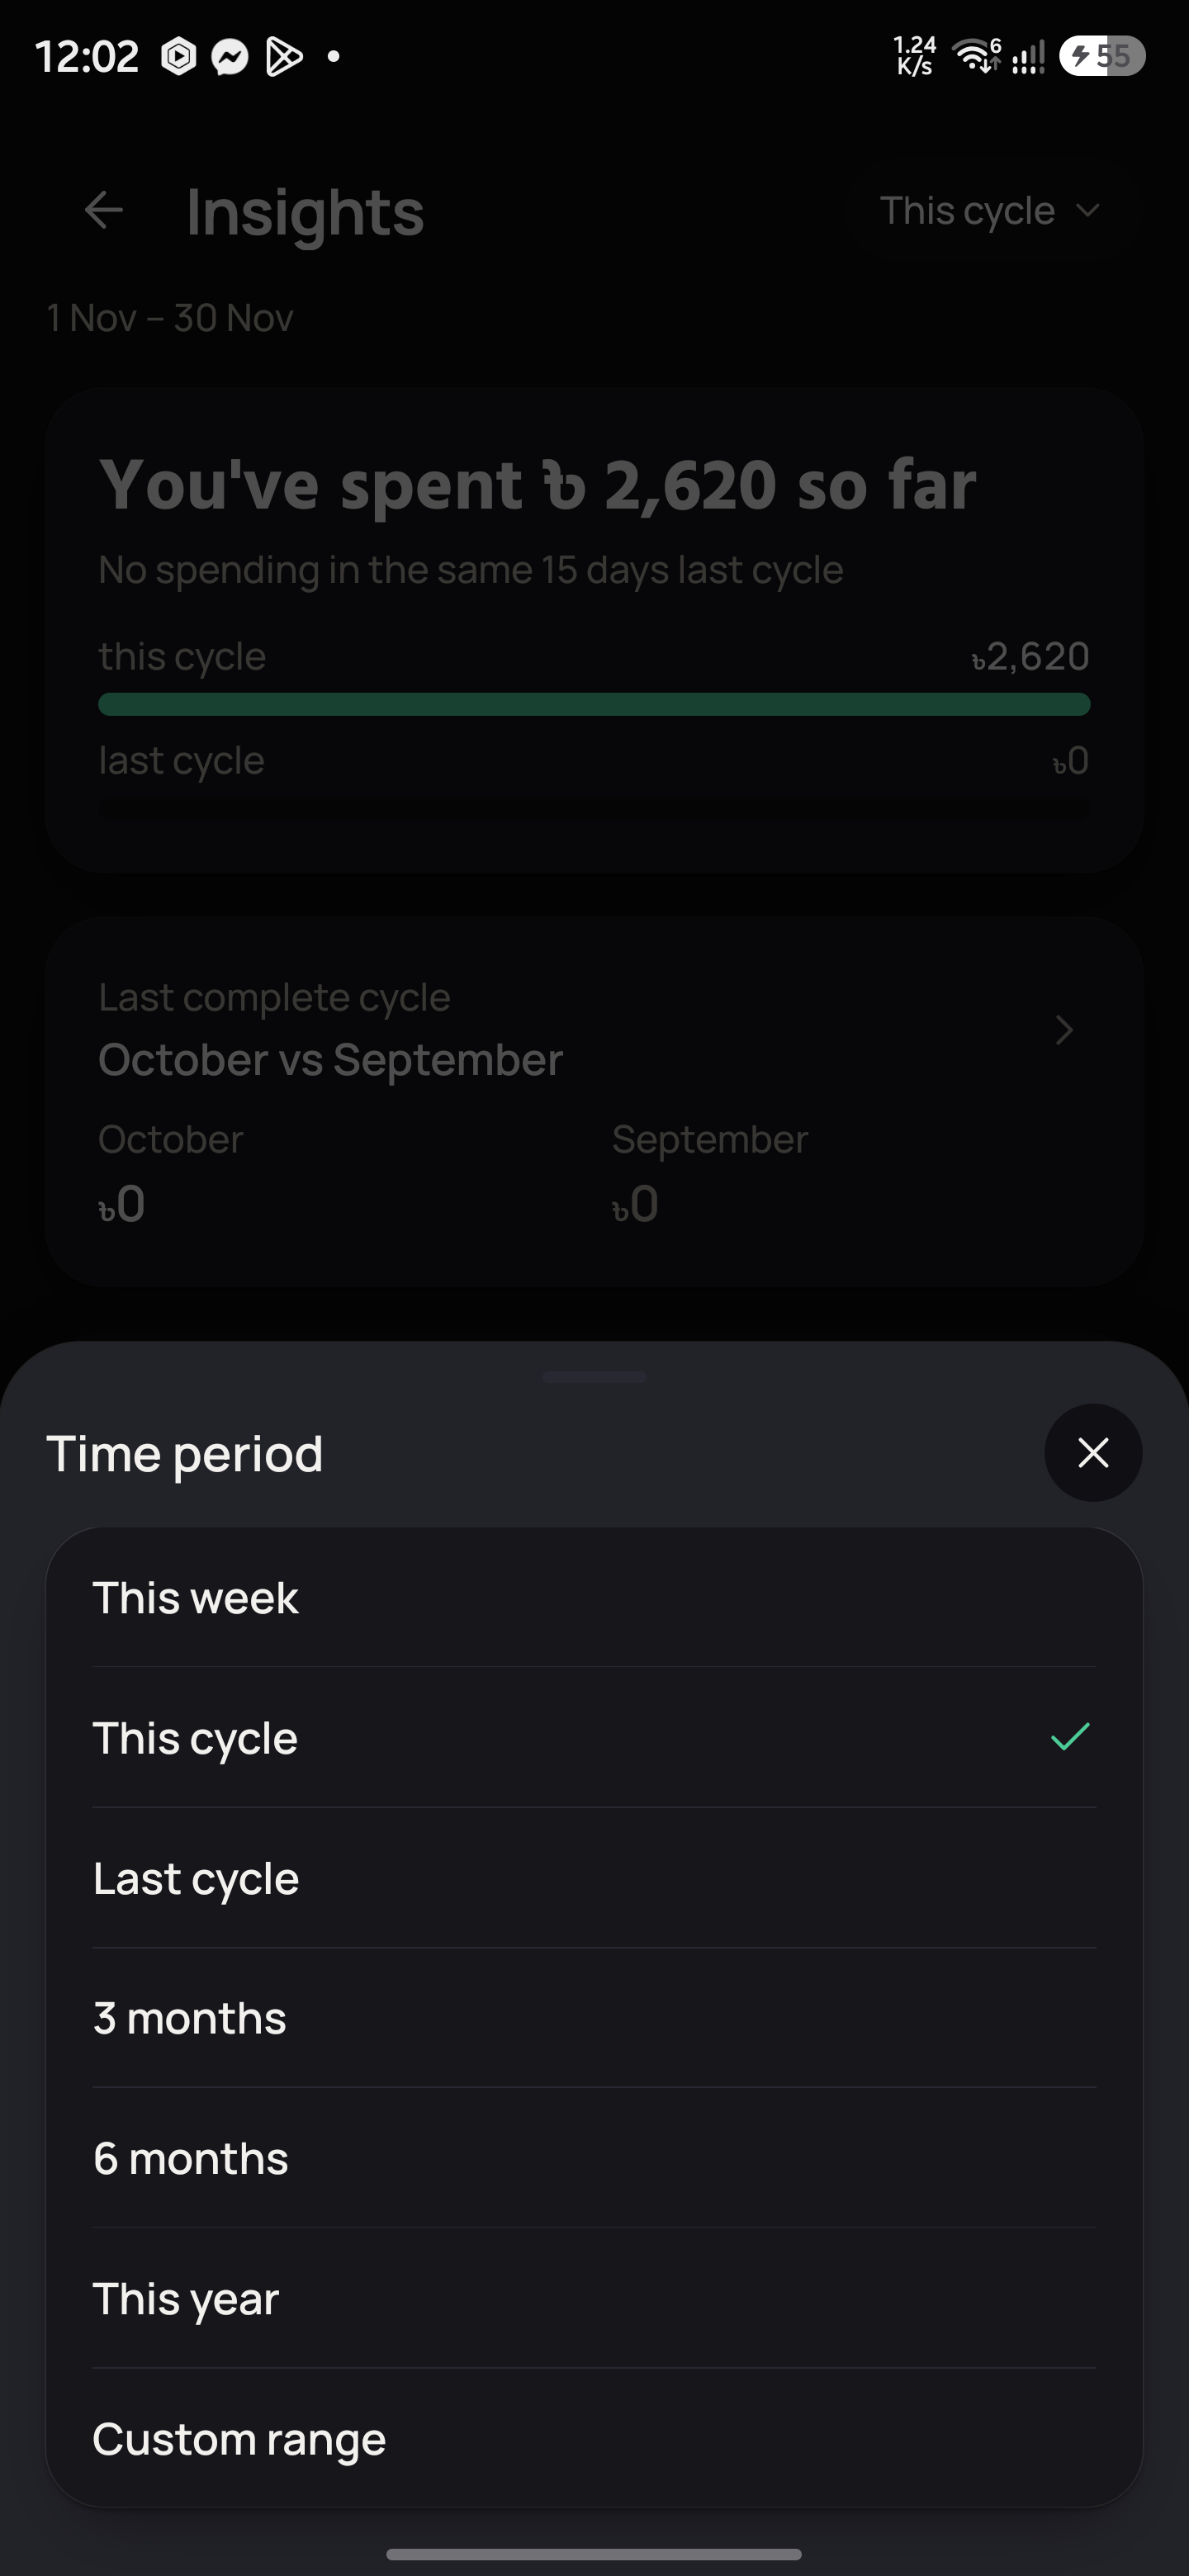 12:02
1.24
K/s
6
55
Insights
This cycle
1 Nov – 30 Nov
You've spent ৳ 2,620 so far
No spending in the same 15 days last cycle
this cycle ৳2,620
last cycle ৳0
Last complete cycle
October vs September
October September
৳0 ৳0
Time period
This week
This cycle
Last cycle
3 months
6 months
This year
Custom range